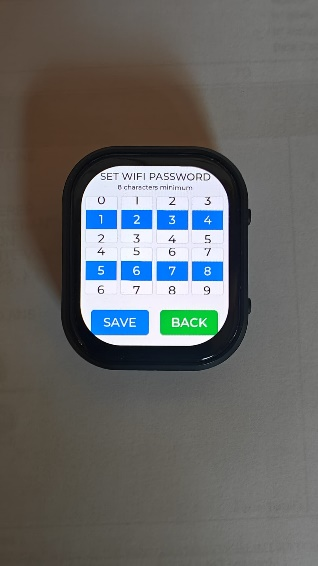 SET WIFI PASSWORD
8 characters minimum
0 1 2 3
1 2 3 4
2 3 4 5
4 5 6 7
5 6 7 8
6 7 8 9
SAVE BACK